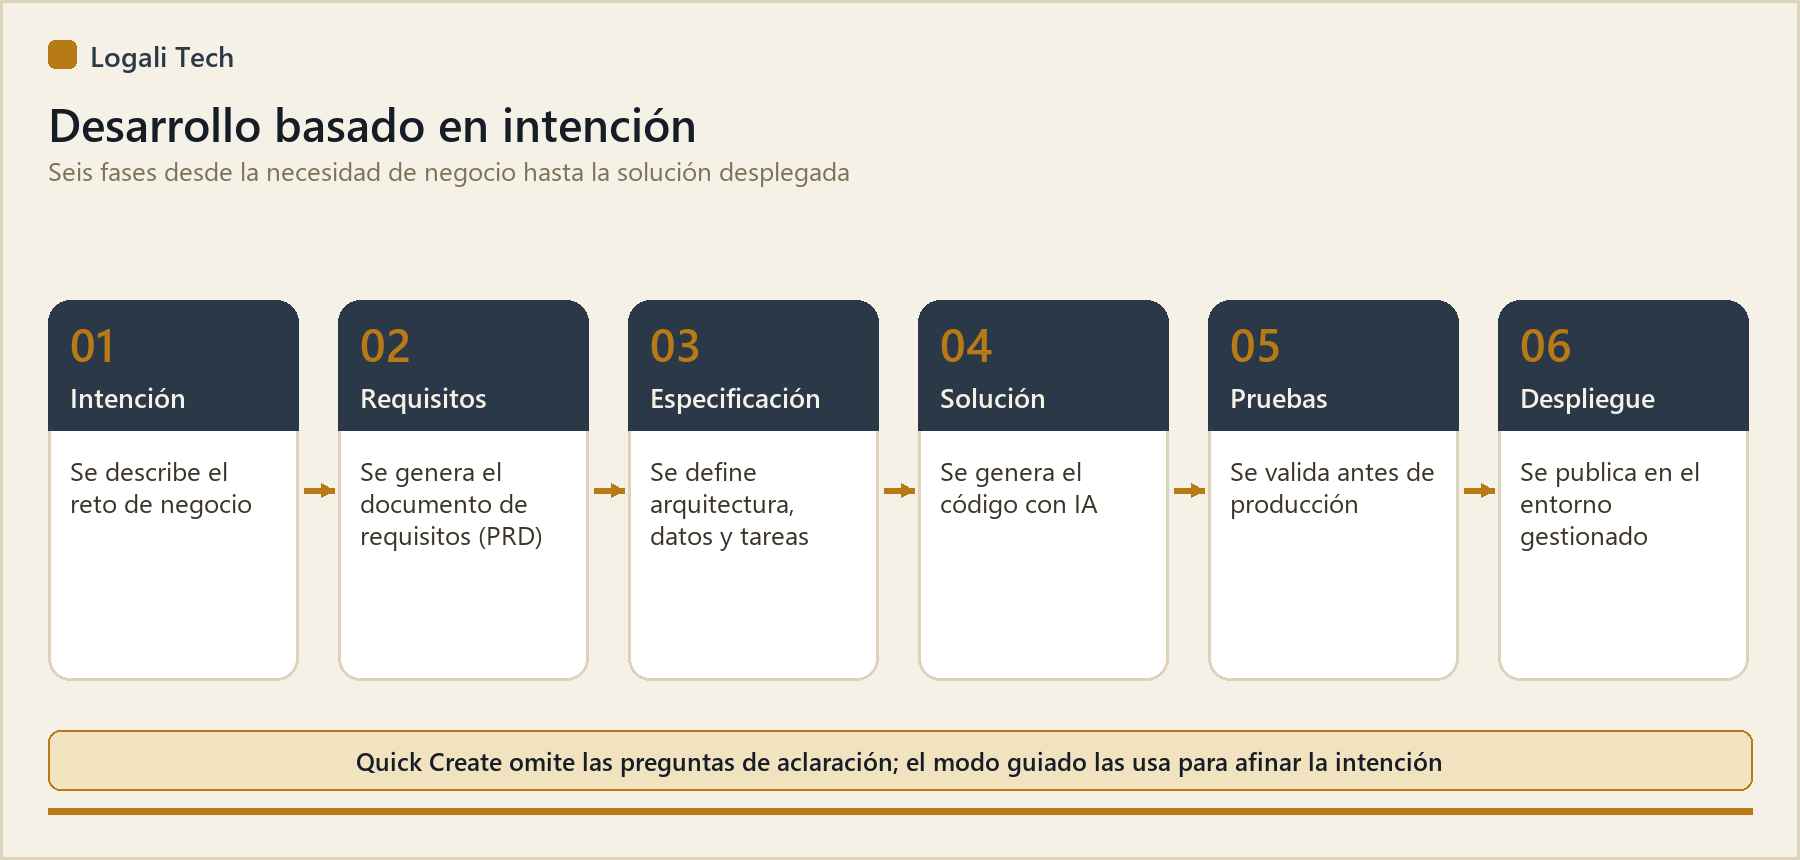 Logali Tech
Desarrollo basado en intención
Seis fases desde la necesidad de negocio hasta la solución desplegada
01
Intención
Se describe el
reto de negocio
02
Requisitos
Se genera el
documento de
requisitos (PRD)
03
Especificación
Se define
arquitectura,
datos y tareas
04
Solución
Se genera el
código con IA
05
Pruebas
Se valida antes de
producción
06
Despliegue
Se publica en el
entorno
gestionado
Quick Create omite las preguntas de aclaración; el modo guiado las usa para afinar la intención